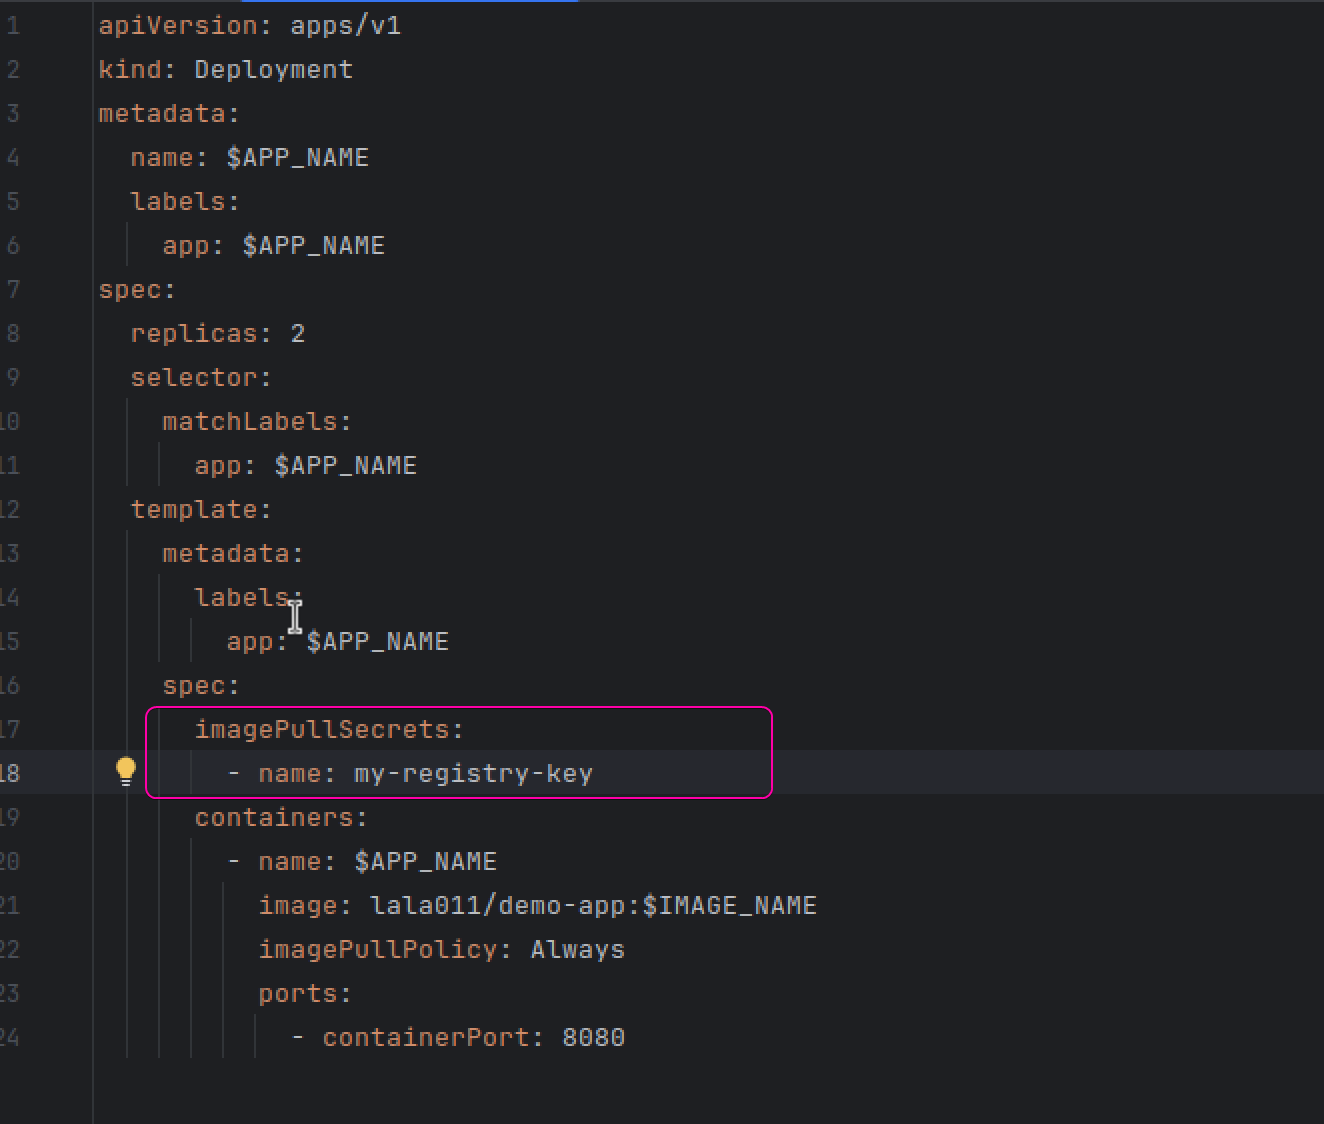 1 apiVersion: apps/v1
2 kind: Deployment
3 metadata:
4   name: $APP_NAME
5   labels:
6     app: $APP_NAME
7 spec:
8   replicas: 2
9   selector:
10     matchLabels:
11       app: $APP_NAME
12   template:
13     metadata:
14       labels:
15         app: $APP_NAME
16     spec:
17       imagePullSecrets:
18         - name: my-registry-key
19       containers:
20         - name: $APP_NAME
21           image: lala011/demo-app:$IMAGE_NAME
22           imagePullPolicy: Always
23           ports:
24             - containerPort: 8080